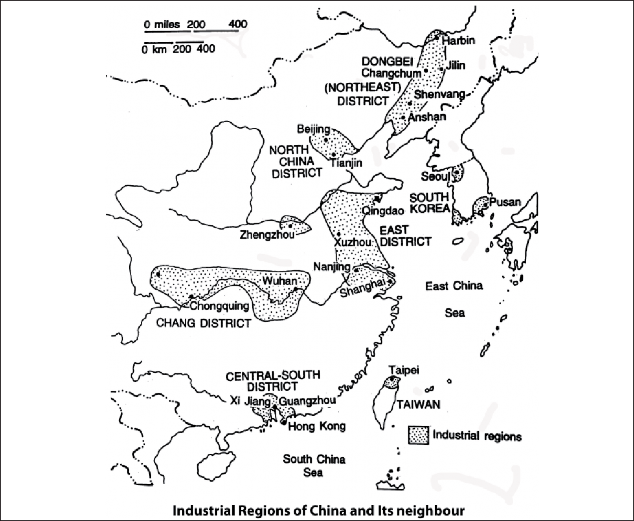 0 miles 200 400
0 km 200 400
Harbin
DONGBEI
Changchum
Jilin
(NORTHEAST)
DISTRICT
Shenvang
Anshan
Beijing
NORTH
CHINA
DISTRICT
Tianjin
Seoul
SOUTH
KOREA
Pusan
Qingdao
EAST
DISTRICT
Zhengzhou
Xuzhou
Nanjing
Shanghai
Wuhan
East China
Sea
Chongquing
CHANG DISTRICT
CENTRAL-SOUTH
DISTRICT
Xi Jiang
Guangzhou
Hong Kong
Taipei
TAIWAN
Industrial regions
South China
Sea
Industrial Regions of China and Its neighbour